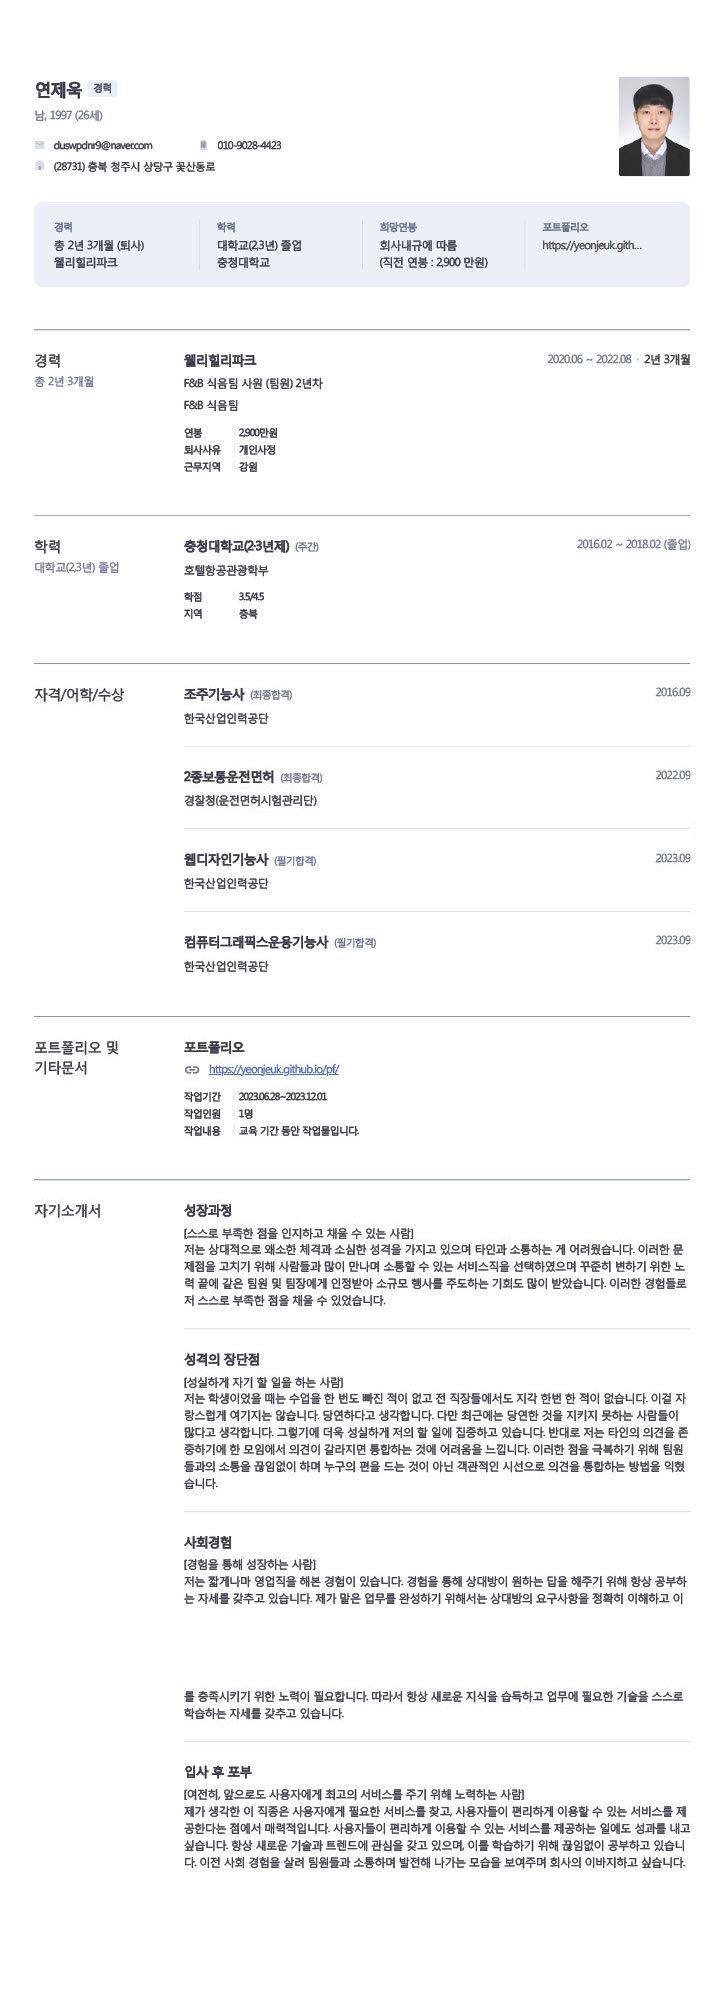 연제욱 경력
남, 1997 (26세)
duswpdnr9@naver.com 010-9028-4423
(28731) 충북 청주시 상당구 꽃산동로
경력 학력 희망연봉 포트폴리오
총 2년 3개월 (퇴사) 대학교(2,3년) 졸업 회사내규에 따름 https://yeonjeuk.gith...
웰리힐리파크 충청대학교 (직전 연봉 : 2,900 만원)
경력 웰리힐리파크 2020.06 ~ 2022.08 · 2년 3개월
총 2년 3개월 F&B 식음팀 사원 (팀원) 2년차
F&B 식음팀
연봉 2,900만원
퇴사사유 개인사정
근무지역 강원
학력 충청대학교(2·3년제) (주간) 2016.02 ~ 2018.02 (졸업)
대학교(2,3년) 졸업 호텔항공관광학부
학점 3.5/4.5
지역 충북
자격/어학/수상 조주기능사 (최종합격) 2016.09
한국산업인력공단
2종보통운전면허 (최종합격) 2022.09
경찰청(운전면허시험관리단)
웹디자인기능사 (필기합격) 2023.09
한국산업인력공단
컴퓨터그래픽스운용기능사 (필기합격) 2023.09
한국산업인력공단
포트폴리오 및 포트폴리오
기타문서 https://yeonjeuk.github.io/pf/
작업기간 2023.06.28~2023.12.01
작업인원 1명
작업내용 교육 기간 동안 작업물입니다.
자기소개서 성장과정
[스스로 부족한 점을 인지하고 채울 수 있는 사람]
저는 상대적으로 왜소한 체격과 소심한 성격을 가지고 있으며 타인과 소통하는 게 어려웠습니다. 이러한 문
제점을 고치기 위해 사람들과 많이 만나며 소통할 수 있는 서비스직을 선택하였으며 꾸준히 변하기 위한 노
력 끝에 같은 팀원 및 팀장에게 인정받아 소규모 행사를 주도하는 기회도 많이 받았습니다. 이러한 경험들로
저 스스로 부족한 점을 채울 수 있었습니다.
성격의 장단점
[성실하게 자기 할 일을 하는 사람]
저는 학생이었을 때는 수업을 한 번도 빠진 적이 없고 전 직장들에서도 지각 한번 한 적이 없습니다. 이걸 자
랑스럽게 여기지는 않습니다. 당연하다고 생각합니다. 다만 최근에는 당연한 것을 지키지 못하는 사람들이
많다고 생각합니다. 그렇기에 더욱 성실하게 저의 할 일에 집중하고 있습니다. 반대로 저는 타인의 의견을 존
중하기에 한 모임에서 의견이 갈라지면 통합하는 것에 어려움을 느낍니다. 이러한 점을 극복하기 위해 팀원
들과의 소통을 끊임없이 하며 누구의 편을 드는 것이 아닌 객관적인 시선으로 의견을 통합하는 방법을 익혔
습니다.
사회경험
[경험을 통해 성장하는 사람]
저는 짧게나마 영업직을 해본 경험이 있습니다. 경험을 통해 상대방이 원하는 답을 해주기 위해 항상 공부하
는 자세를 갖추고 있습니다. 제가 맡은 업무를 완성하기 위해서는 상대방의 요구사항을 정확히 이해하고 이
를 충족시키기 위한 노력이 필요합니다. 따라서 항상 새로운 지식을 습득하고 업무에 필요한 기술을 스스로
학습하는 자세를 갖추고 있습니다.
입사 후 포부
[여전히, 앞으로도 사용자에게 최고의 서비스를 주기 위해 노력하는 사람]
제가 생각한 이 직종은 사용자에게 필요한 서비스를 찾고, 사용자들이 편리하게 이용할 수 있는 서비스를 제
공한다는 점에서 매력적입니다. 사용자들이 편리하게 이용할 수 있는 서비스를 제공하는 일에도 성과를 내고
싶습니다. 항상 새로운 기술과 트렌드에 관심을 갖고 있으며, 이를 학습하기 위해 끊임없이 공부하고 있습니
다. 이전 사회 경험을 살려 팀원들과 소통하며 발전해 나가는 모습을 보여주며 회사의 이바지하고 싶습니다.